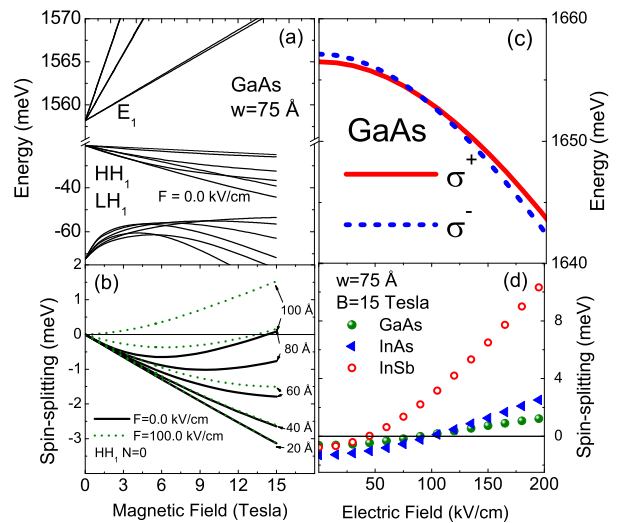 1570
1567
1565
1562
1560
-40
-60
Energy (meV)
(a)
GaAs
w=75 Å
E1
HH1
LH1
F = 0.0 kV/cm
(c)
GaAs
σ+
σ-
1660
1650
1640
Energy (meV)
(b)
2
1
0
-1
-2
-3
Spin-splitting (meV)
100 Å
80 Å
60 Å
40 Å
20 Å
F=0.0 kV/cm
F=100.0 kV/cm
HH1 N=0
0 3 6 9 12 15
Magnetic Field (Tesla)
w=75 Å
(d)
B=15 Tesla
GaAs
InAs
InSb
8
4
0
Spin-splitting (meV)
50 100 150 200
Electric Field (kV/cm)